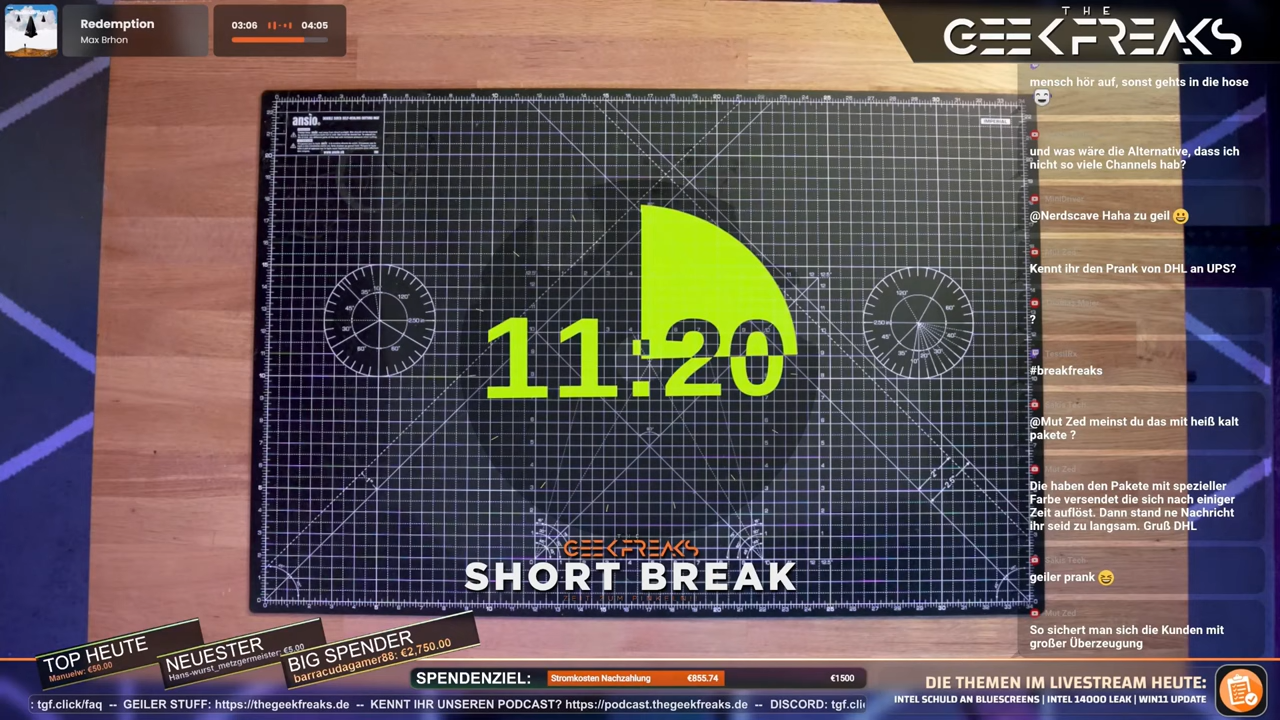 Redemption
Max Brhon
03:06
04:05
THE
GEEKFREAKS
mensch hör auf, sonst gehts in die hose
und was wäre die Alternative, dass ich
nicht so viele Channels hab?
@Nerdscave Haha zu geil
Kennt ihr den Prank von DHL an UPS?
?
#breakfreaks
@Mut Zed meinst du das mit heiß kalt
pakete ?
Mut Zed
Die haben den Pakete mit spezieller
Farbe versendet die sich nach einiger
Zeit auflöst. Dann stand ne Nachricht
ihr seid zu langsam. Gruß DHL
geiler prank
Mut Zed
So sichert man sich die Kunden mit
großer Überzeugung
ansio.
11:20
GEEKFREAKS
SHORT BREAK
TOP HEUTE
Manuelw: €50.00
NEUESTER
Hans-wurst_metzgermeister: €5.00
BIG SPENDER
barracudagamer88: €2,750.00
SPENDENZIEL:
Stromkosten Nachzahlung €855.74
€1500
DIE THEMEN IM LIVESTREAM HEUTE:
INTEL SCHULD AN BLUESCREENS | INTEL 14000 LEAK | WIN11 UPDATE
: tgf.click/faq -- GEILER STUFF: https://thegeekfreaks.de -- KENNT IHR UNSEREN PODCAST? https://podcast.thegeekfreaks.de -- DISCORD: tgf.cli